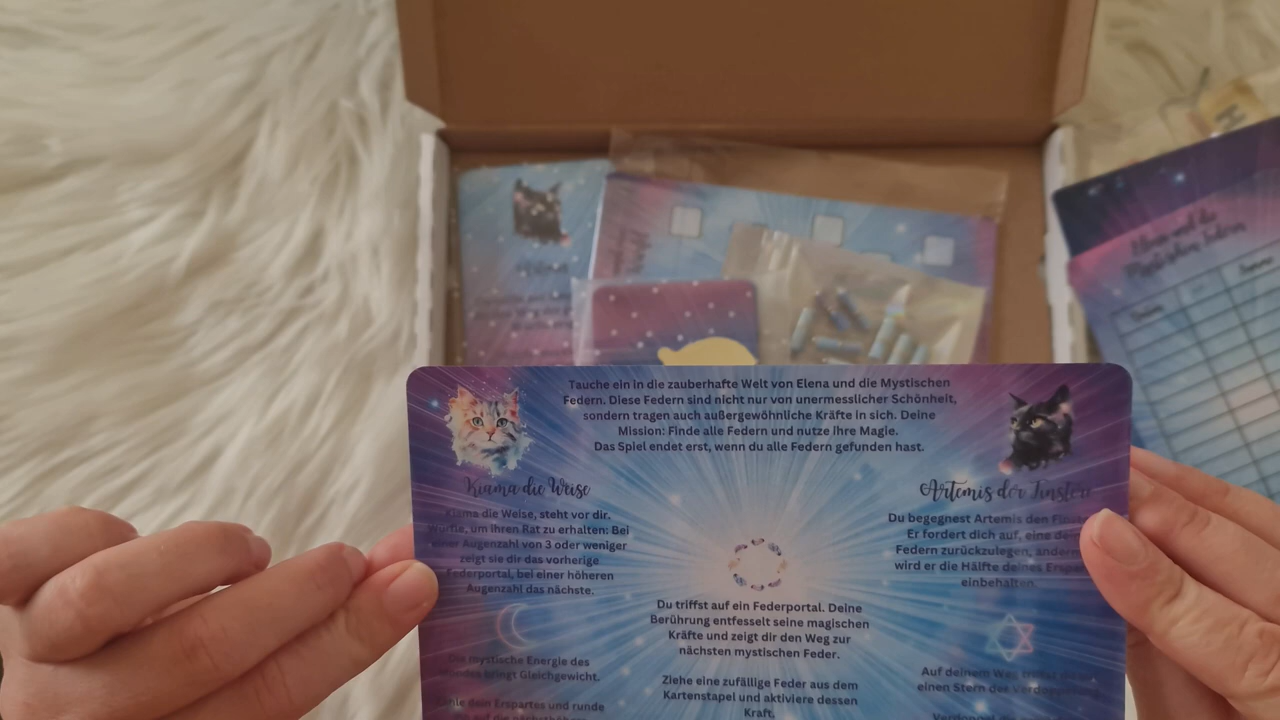 Tauche ein in die zauberhafte Welt von Elena und die Mystischen
Federn. Diese Federn sind nicht nur von unermesslicher Schönheit,
sondern tragen auch außergewöhnliche Kräfte in sich. Deine
Mission: Finde alle Federn und nutze ihre Magie.
Das Spiel endet erst, wenn du alle Federn gefunden hast.
Kiama die Weise
Kiama die Weise, steht vor dir.
Würfle, um ihren Rat zu erhalten: Bei
einer Augenzahl von 3 oder weniger
zeigt sie dir das vorherige
Federportal, bei einer höheren
Augenzahl das nächste.
Die mystische Energie des
Mondes bringt Gleichgewicht.
Zähle dein Erspartes und runde
Du triffst auf ein Federportal. Deine
Berührung entfesselt seine magischen
Kräfte und zeigt dir den Weg zur
nächsten mystischen Feder.
Ziehe eine zufällige Feder aus dem
Kartenstapel und aktiviere dessen
Kraft,
Artemis der Finstere
Du begegnest Artemis den
Er fordert dich auf, eine
Federn zurückzulegen,
wird er die Hälfte deines
einbehalten.
Auf deinem Weg
einen Stern der